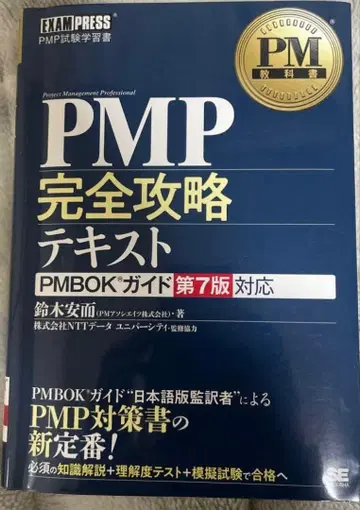 EXAMPRESS®
PMP試験学習書
PM
教科書
Project Management Professional
PMP
完全攻略
テキスト
PMBOK®ガイド 第7版 対応
鈴木安而(PMアソシエイツ株式会社)・著
株式会社NTTデータ ユニバーシティ・監修協力
PMBOK®ガイド"日本語版監訳者"による
PMP対策書の
新定番!
必須の知識解説+理解度テスト+模擬試験で合格へ
SE